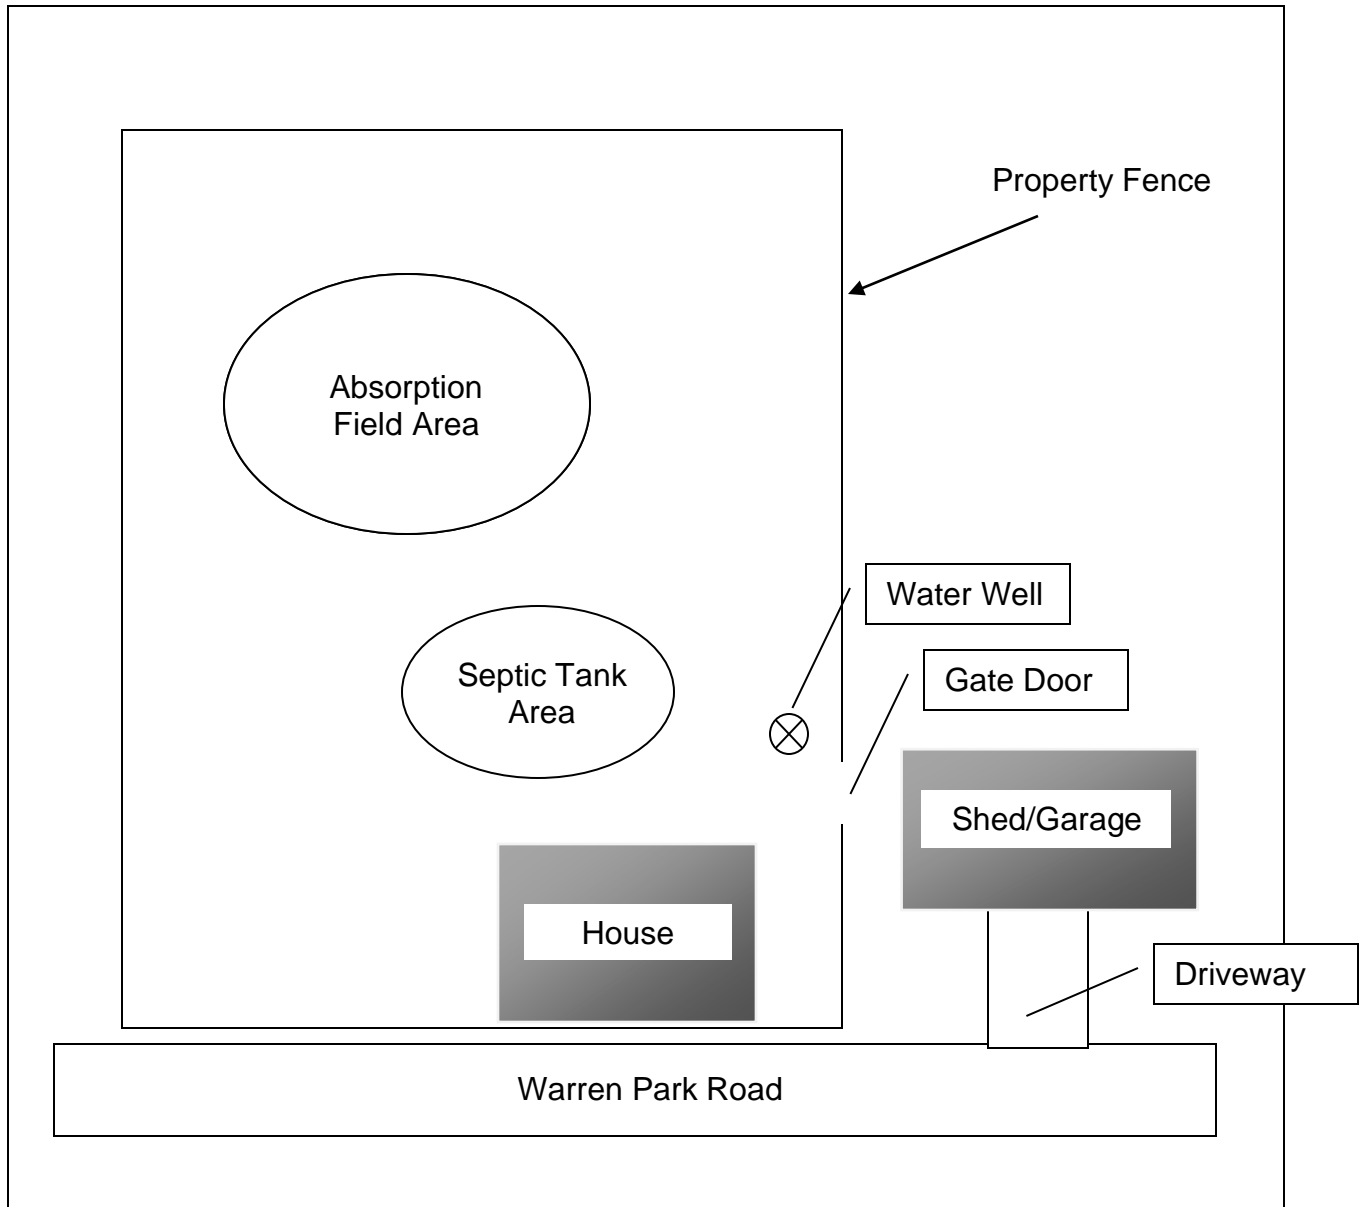 Property Fence
Absorption
Field Area
Water Well
Septic Tank
Area
Gate Door
Shed/Garage
House
Driveway
Warren Park Road